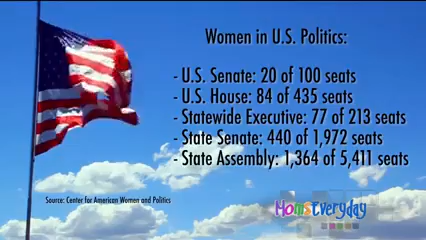 Women in U.S. Politics:
- U.S. Senate: 20 of 100 seats
- U.S. House: 84 of 435 seats
- Statewide Executive: 77 of 213 seats
- State Senate: 440 of 1,972 seats
- State Assembly: 1,364 of 5,411 seats
Source: Center for American Women and Politics
MomsEveryday